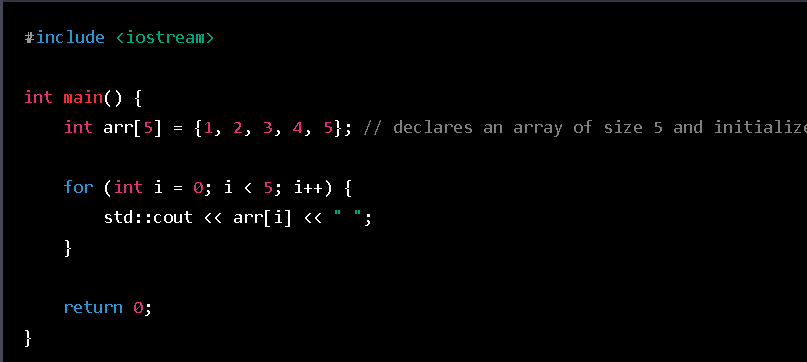 #include <iostream>
int main() {
int arr[5] = {1, 2, 3, 4, 5}; // declares an array of size 5 and
for (int i = 0; i < 5; i++) {
std::cout << arr[i] << " ";
}
return 0;
}